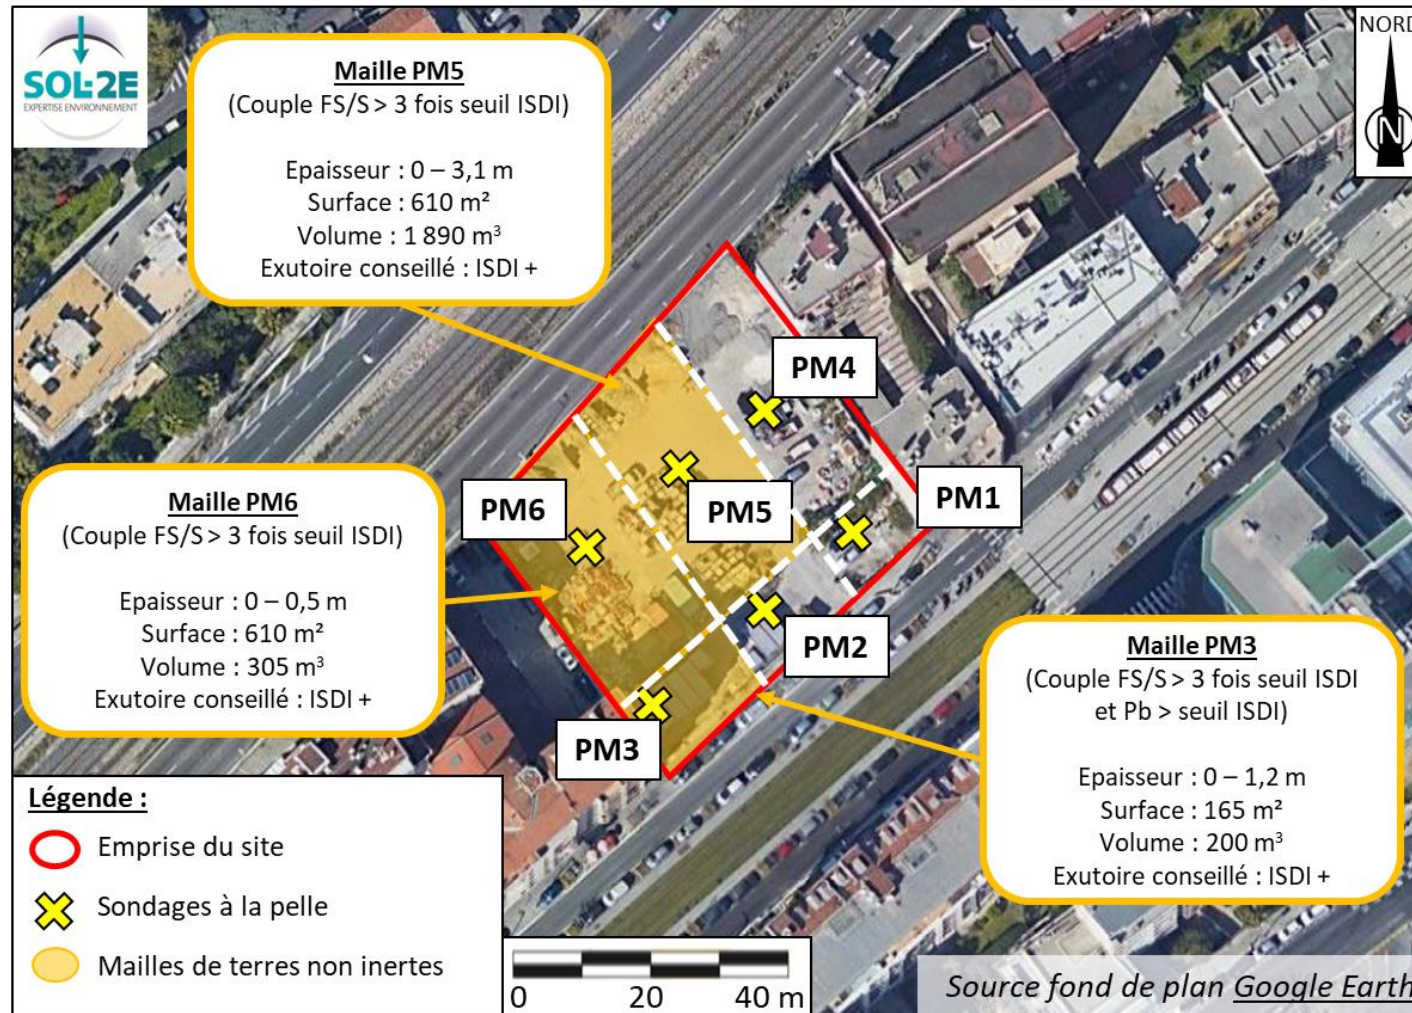 SOL-2E
EXPERTISE ENVIRONNEMENT
NORD
N
Maille PM5
(Couple FS/S > 3 fois seuil ISDI)
Epaisseur : 0 – 3,1 m
Surface : 610 m²
Volume : 1 890 m³
Exutoire conseillé : ISDI +
PM4
PM1
PM6
PM5
PM2
PM3
Maille PM6
(Couple FS/S > 3 fois seuil ISDI)
Epaisseur : 0 – 0,5 m
Surface : 610 m²
Volume : 305 m³
Exutoire conseillé : ISDI +
Maille PM3
(Couple FS/S > 3 fois seuil ISDI
et Pb > seuil ISDI)
Epaisseur : 0 – 1,2 m
Surface : 165 m²
Volume : 200 m³
Exutoire conseillé : ISDI +
Légende :
Emprise du site
Sondages à la pelle
Mailles de terres non inertes
0 20 40 m
Source fond de plan Google Earth